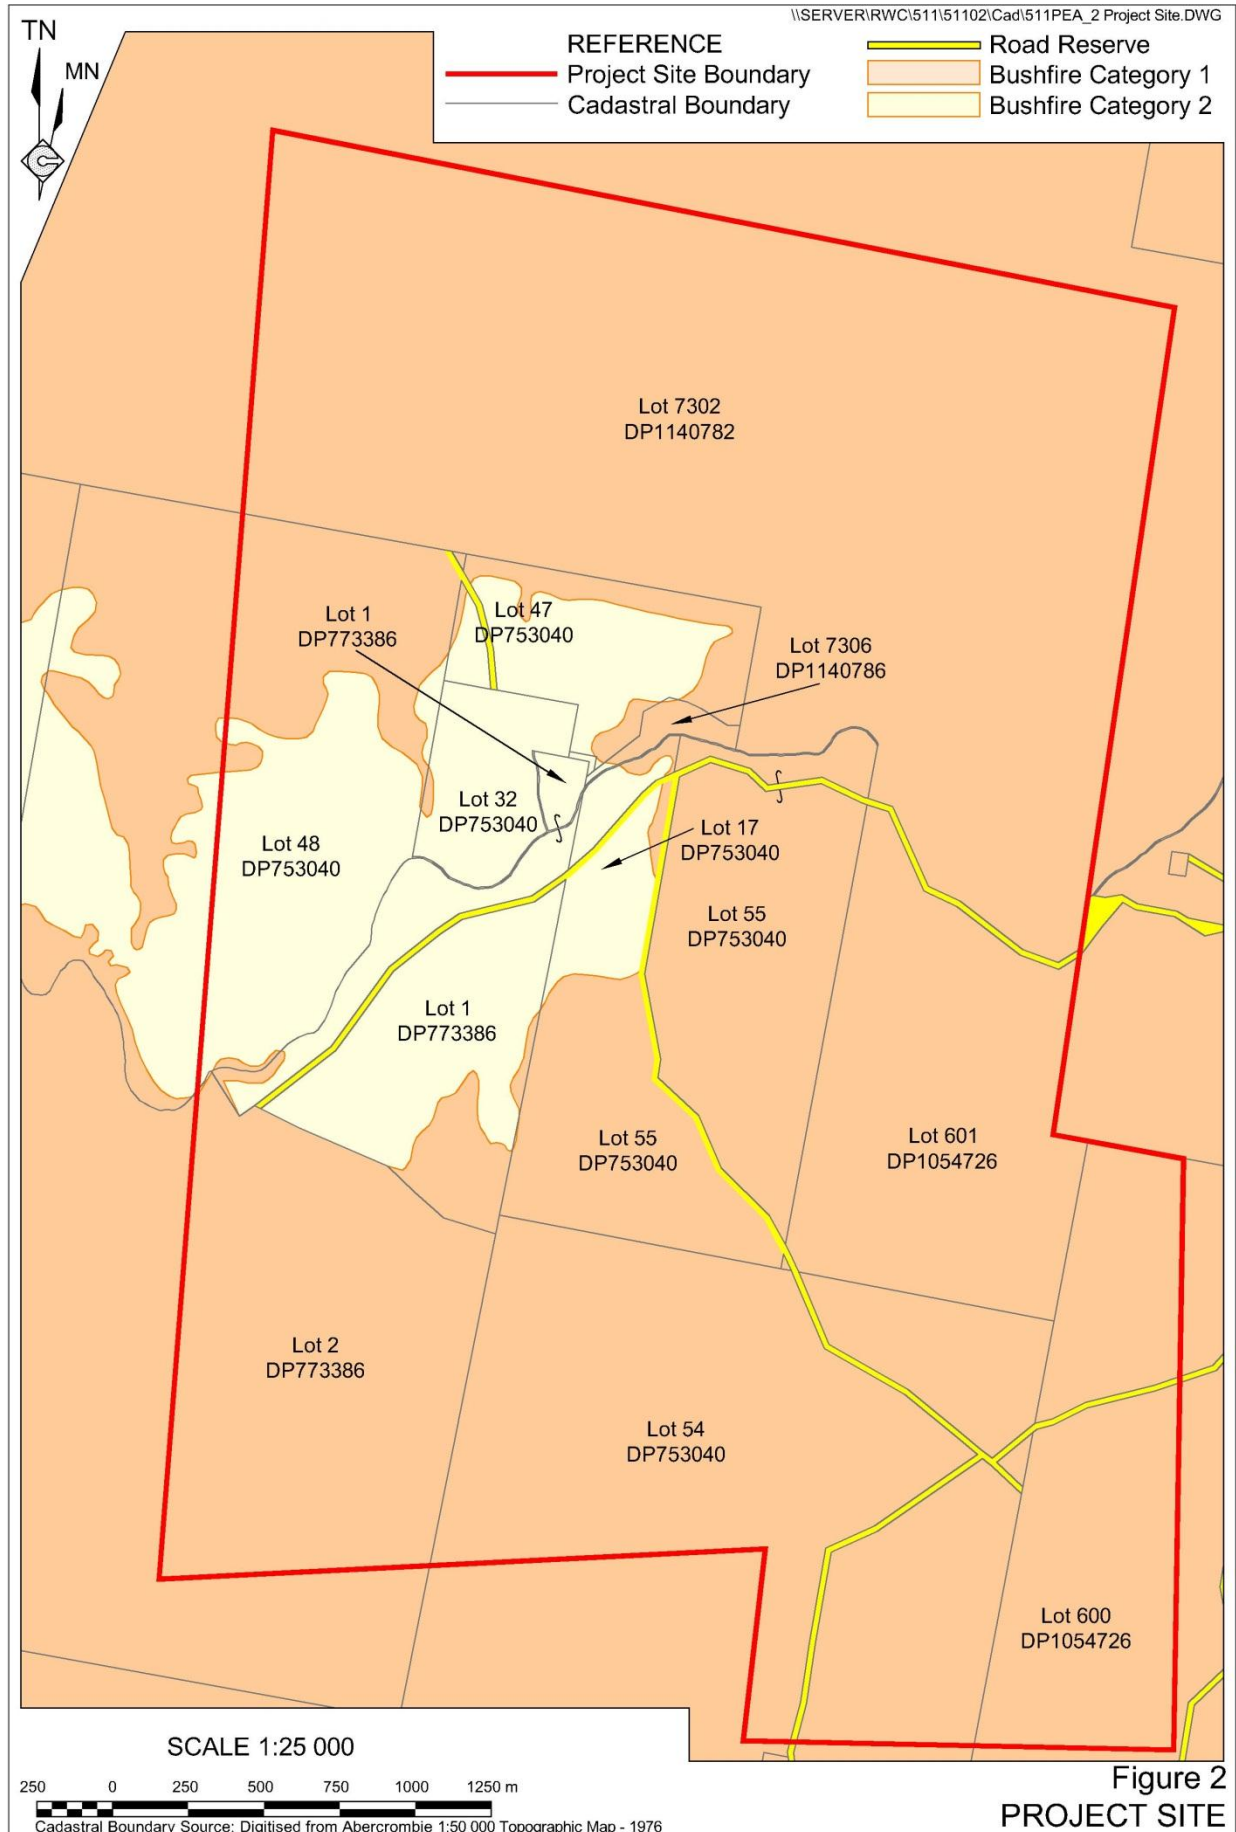 \\SERVER\RWC\511\51102\Cad\511PEA_2 Project Site.DWG
TN
MN
REFERENCE
Project Site Boundary
Cadastral Boundary
Road Reserve
Bushfire Category 1
Bushfire Category 2
Lot 7302
DP1140782
Lot 1
DP773386
Lot 47
DP753040
Lot 7306
DP1140786
Lot 32
DP753040
Lot 48
DP753040
Lot 17
DP753040
Lot 55
DP753040
Lot 1
DP773386
Lot 55
DP753040
Lot 601
DP1054726
Lot 2
DP773386
Lot 54
DP753040
Lot 600
DP1054726
SCALE 1:25 000
250 0 250 500 750 1000 1250 m
Cadastral Boundary Source: Digitised from Abercrombie 1:50 000 Topographic Map - 1976
Figure 2
PROJECT SITE